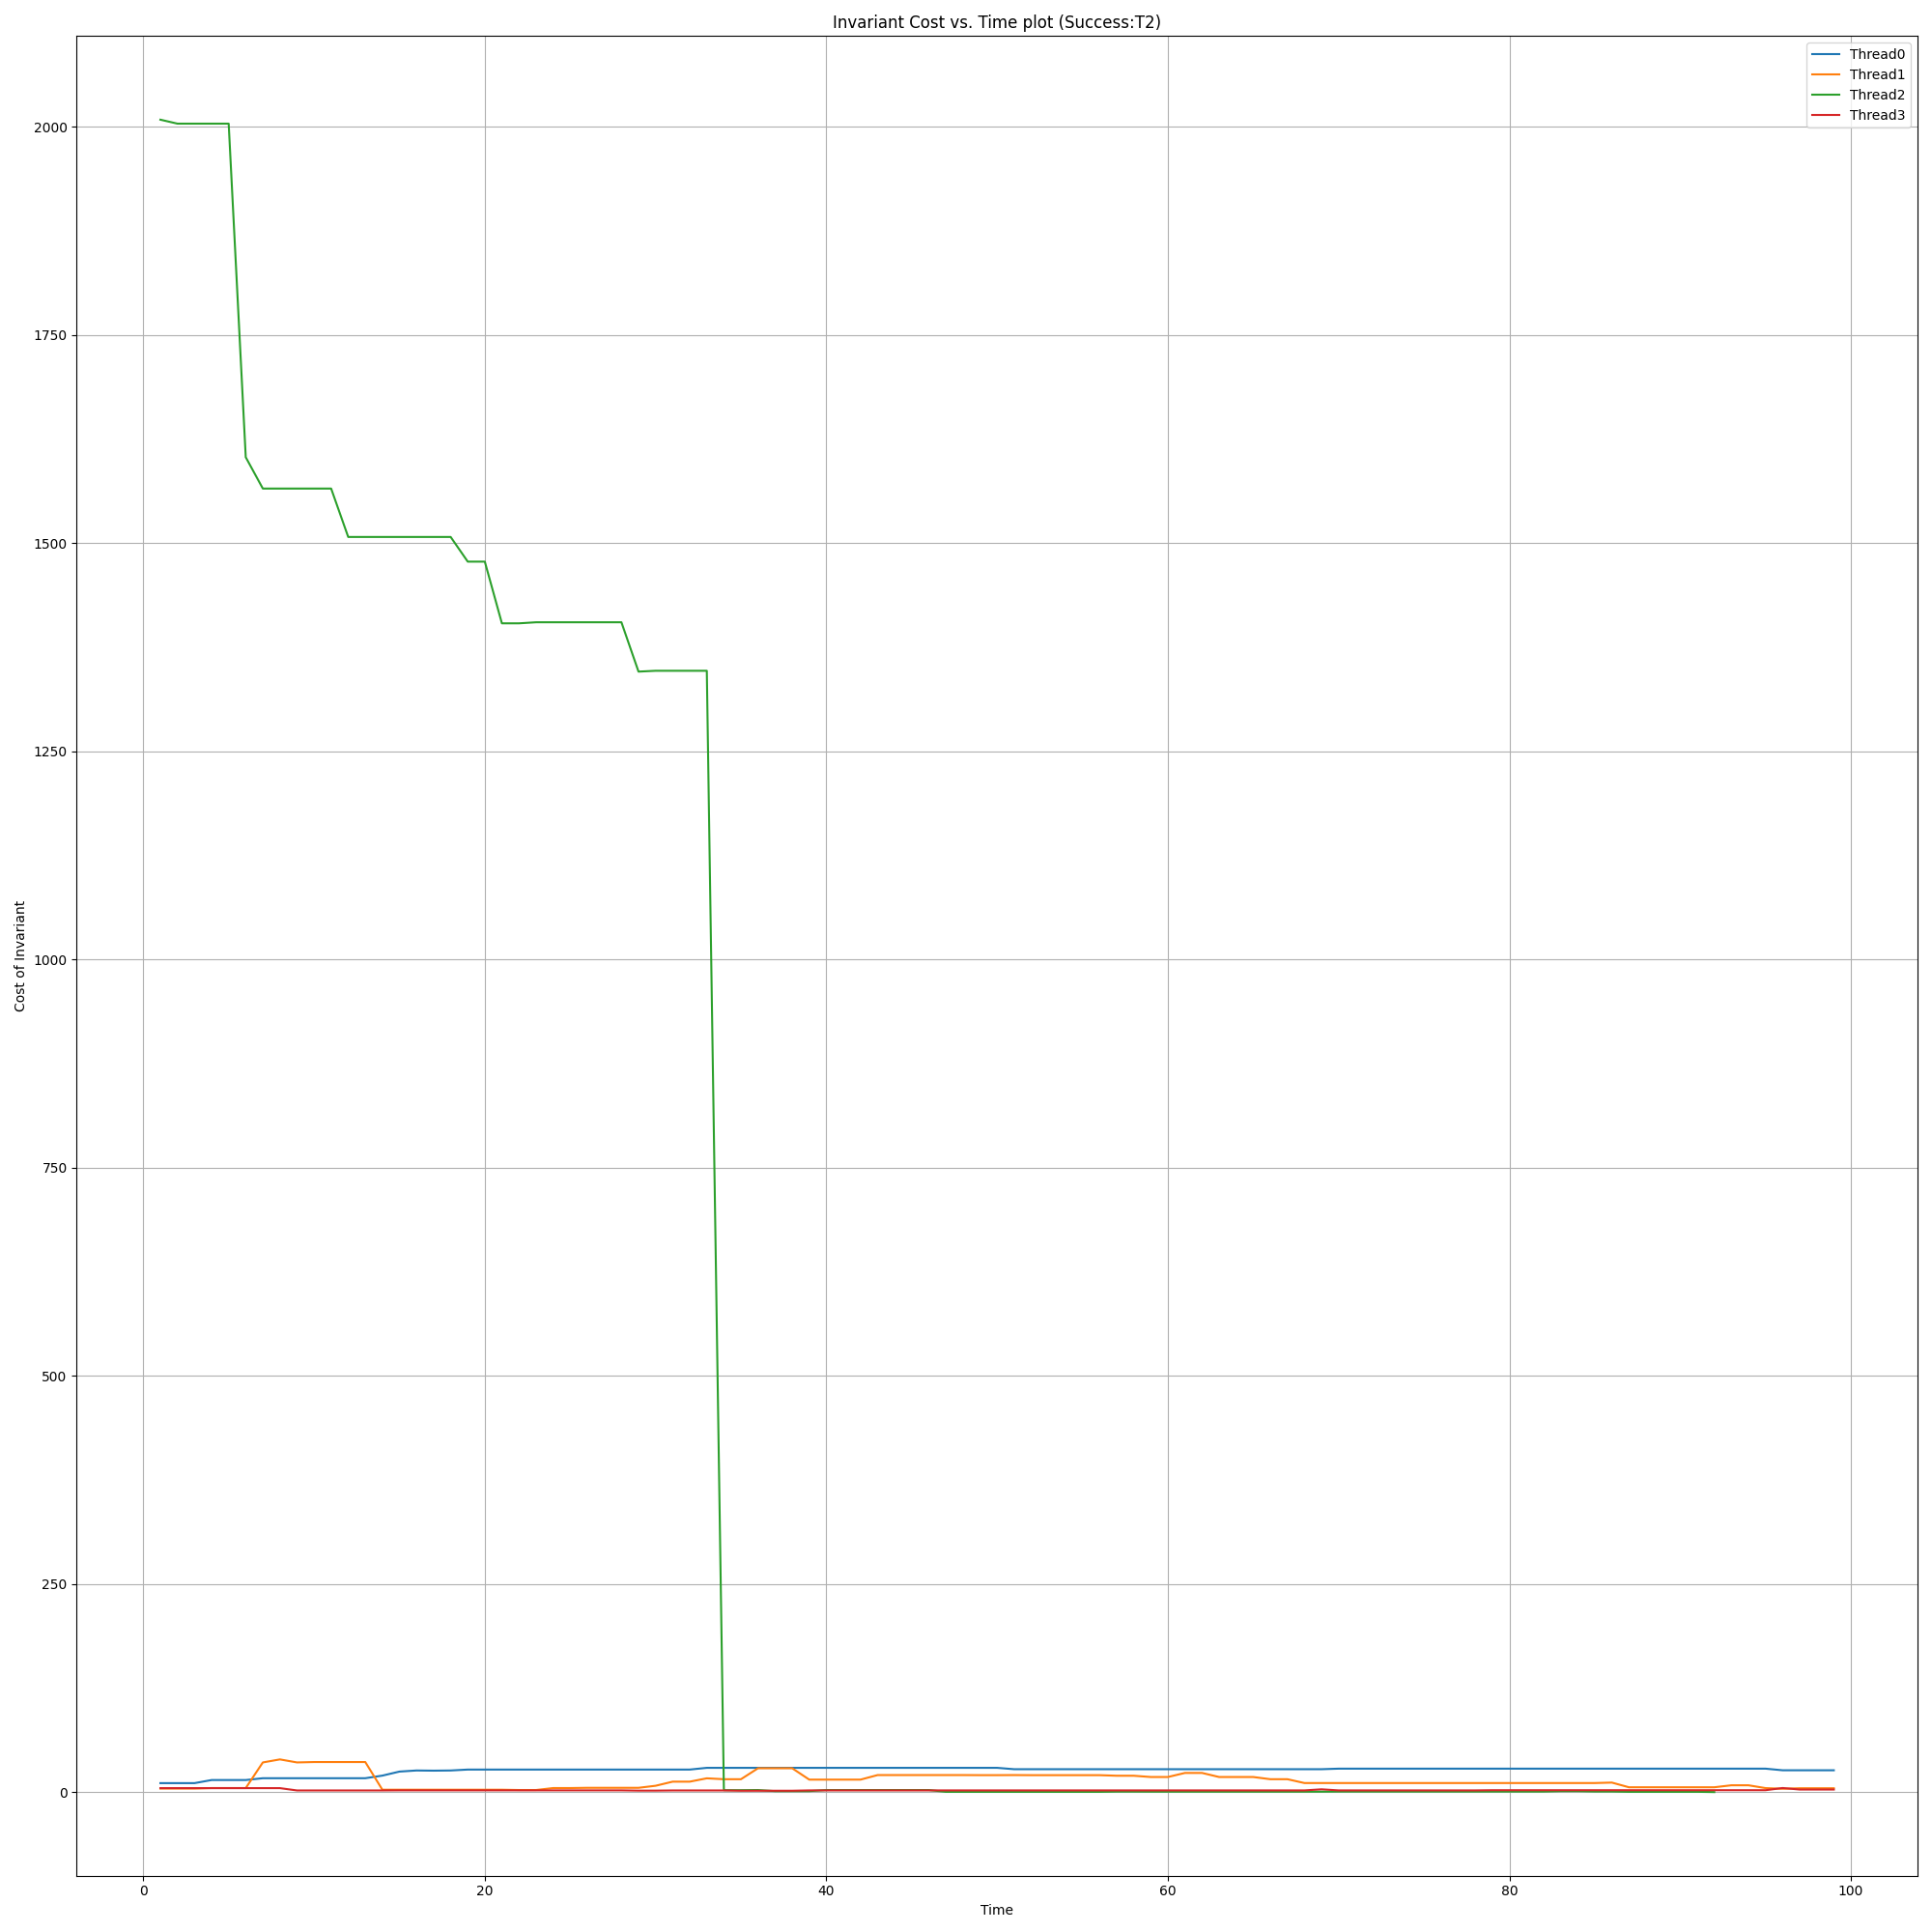 Invariant Cost vs. Time plot (Success:T2)
Thread0
Thread1
Thread2
Thread3
2000
1750
1500
1250
1000
750
500
250
0
Cost of Invariant
0 20 40 60 80 100
Time